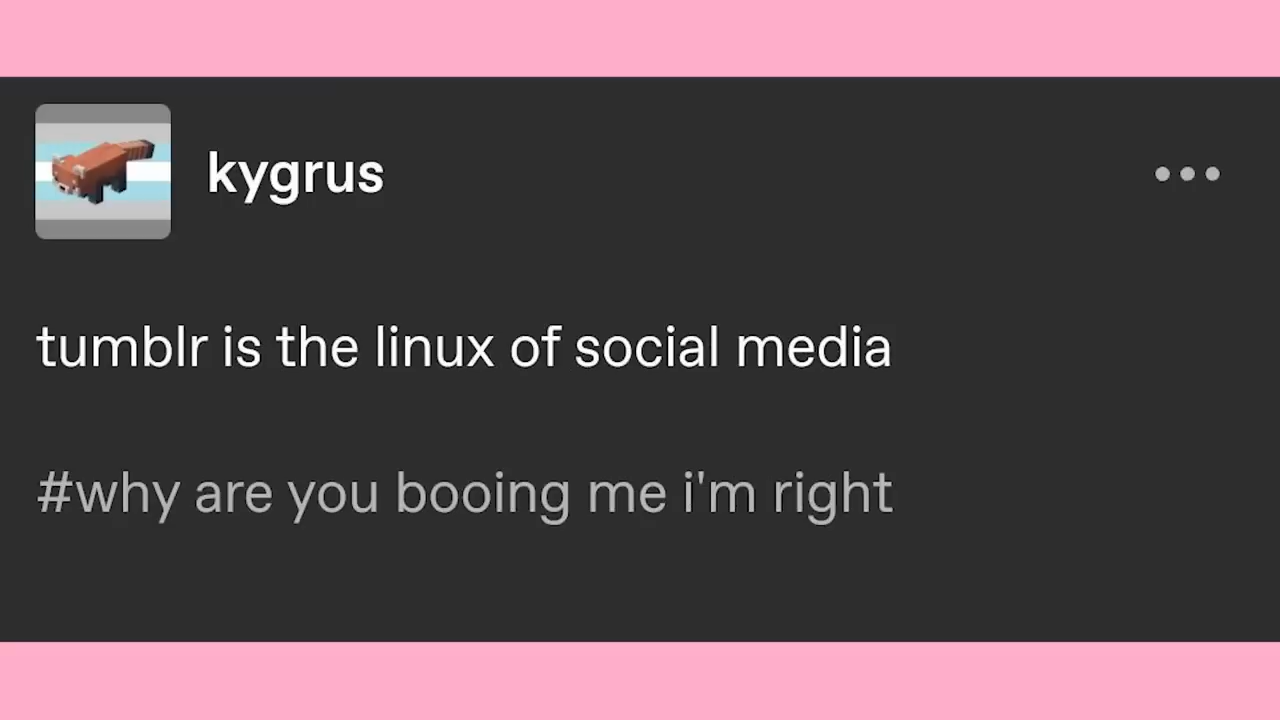 kygrus
tumblr is the linux of social media
#why are you booing me i'm right